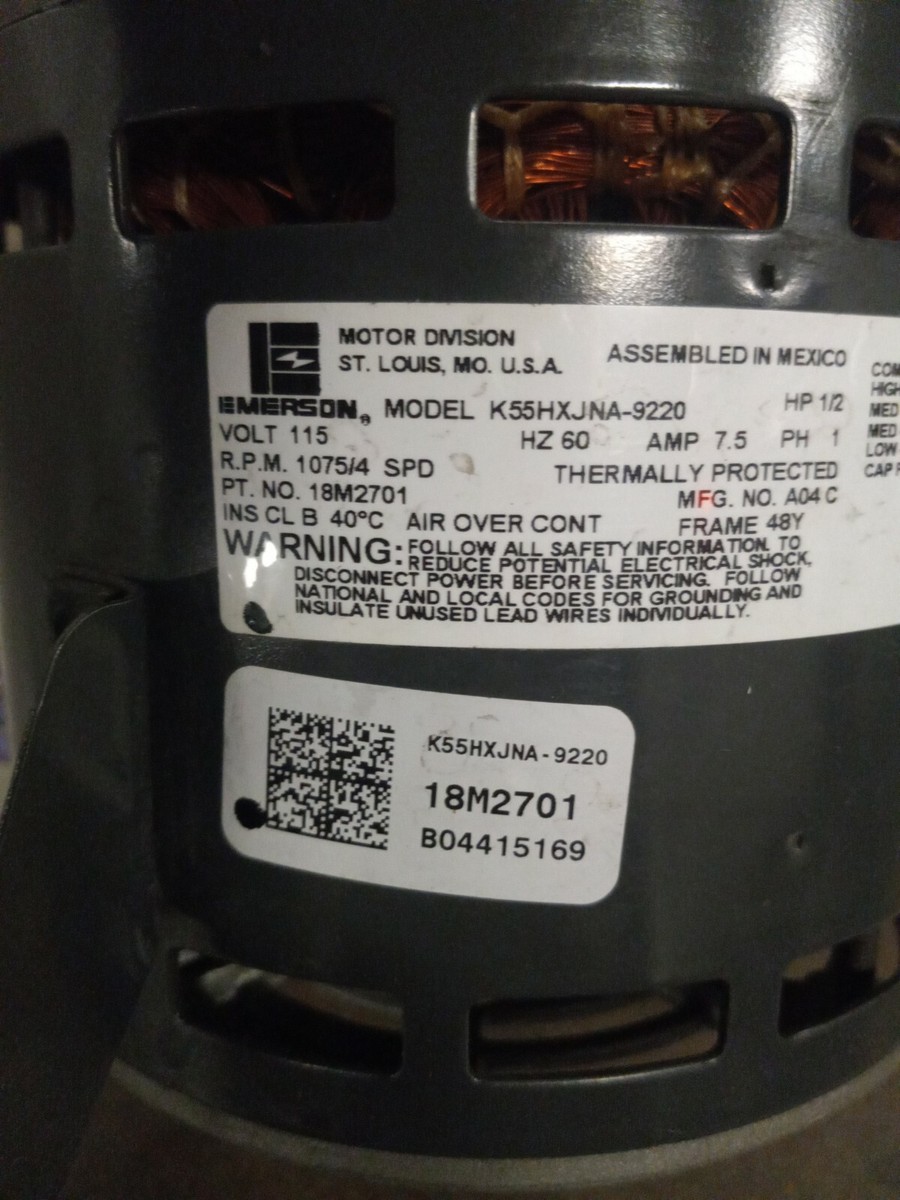 MOTOR DIVISION
ST. LOUIS, MO. U.S.A.
ASSEMBLED IN MEXICO
EMERSON® MODEL K55HXJNA-9220 HP 1/2
VOLT 115 HZ 60 AMP 7.5 PH 1
R.P.M. 1075/4 SPD THERMALLY PROTECTED
PT. NO. 18M2701 MFG. NO. A04 C
INS CL B 40°C AIR OVER CONT FRAME 48Y
WARNING: FOLLOW ALL SAFETY INFORMATION. TO
REDUCE POTENTIAL ELECTRICAL SHOCK,
DISCONNECT POWER BEFORE SERVICING. FOLLOW
NATIONAL AND LOCAL CODES FOR GROUNDING AND
INSULATE UNUSED LEAD WIRES INDIVIDUALLY.
COM
HIGH
MED
MED
LOW
CAP
K55HXJNA-9220
18M2701
B04415169